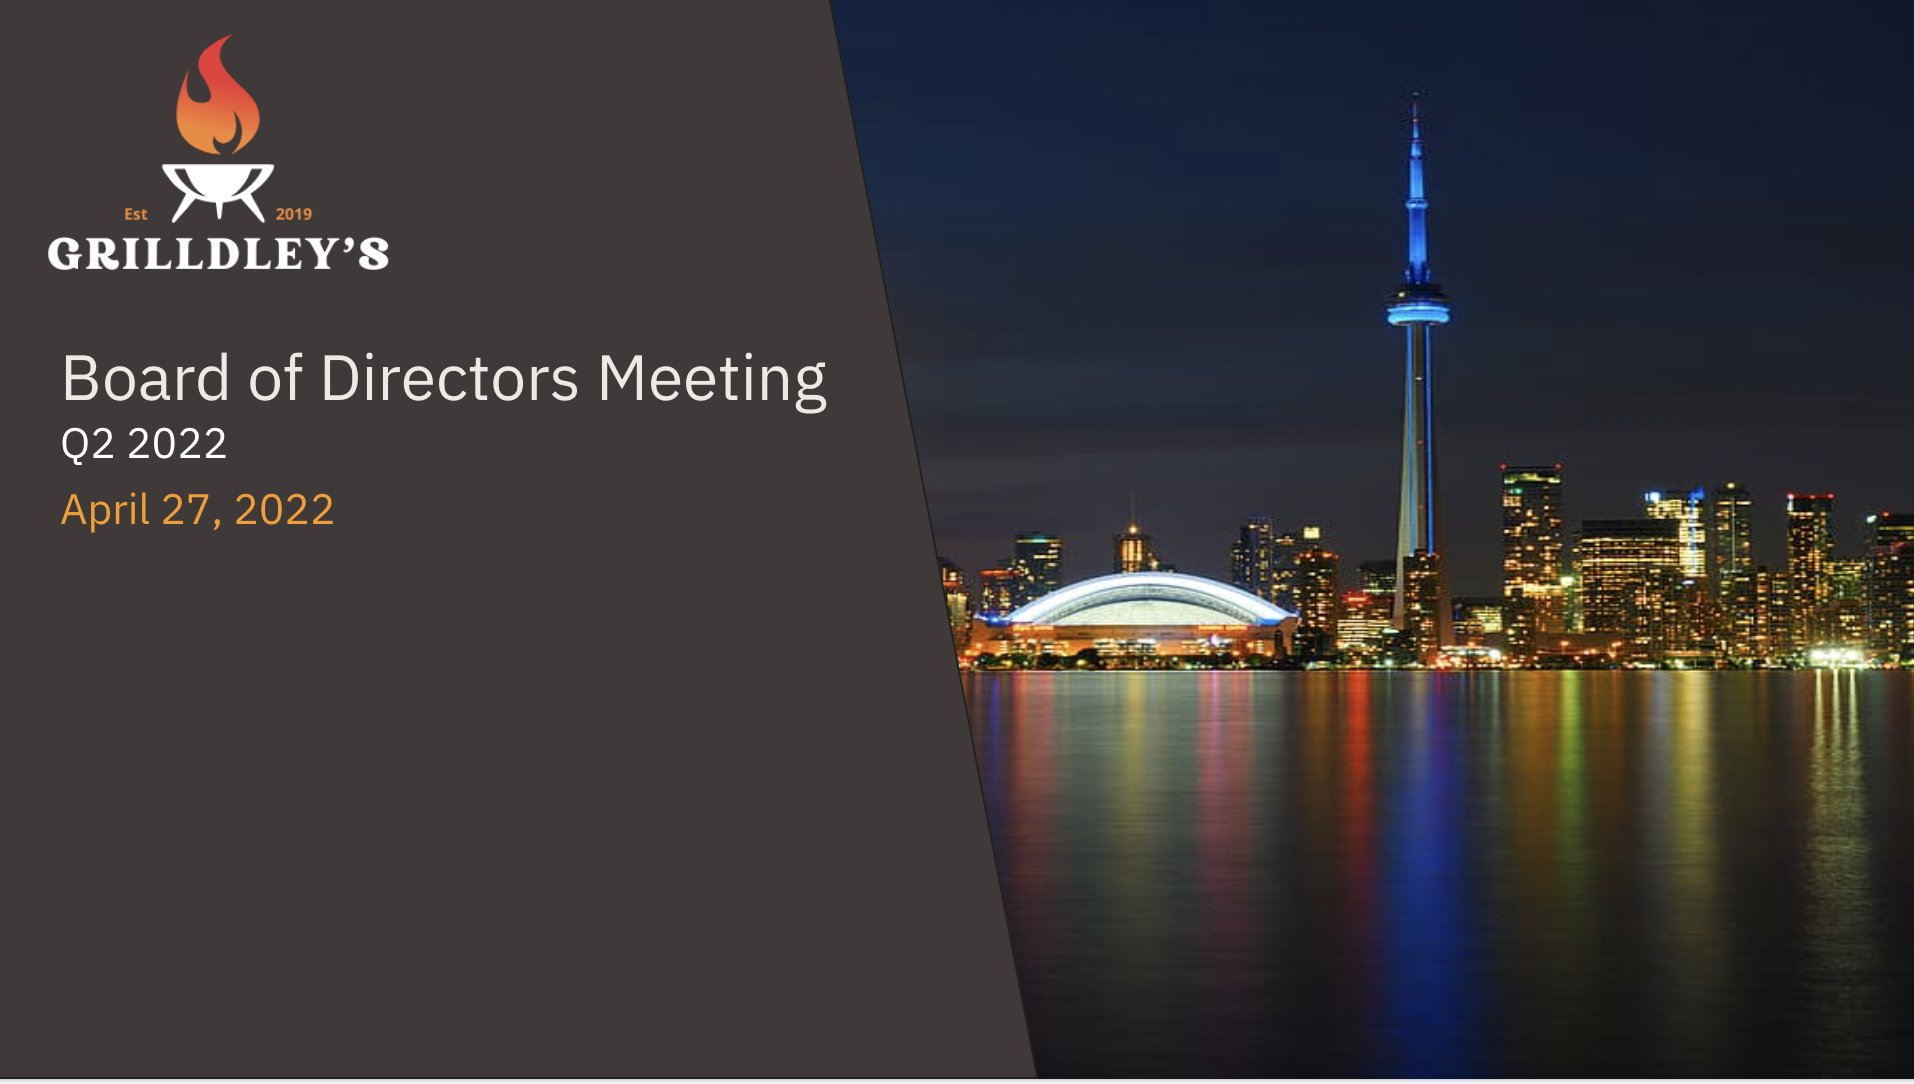 Est 2019
GRILLDLEY’S
Board of Directors Meeting
Q2 2022
April 27, 2022